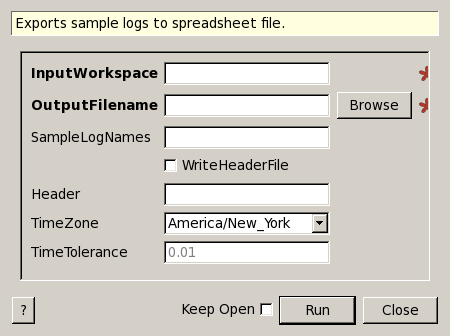 Exports sample logs to spreadsheet file.
InputWorkspace
OutputFilename Browse
SampleLogNames
WriteHeaderFile
Header
TimeZone America/New_York
TimeTolerance 0.01
? Keep Open Run Close